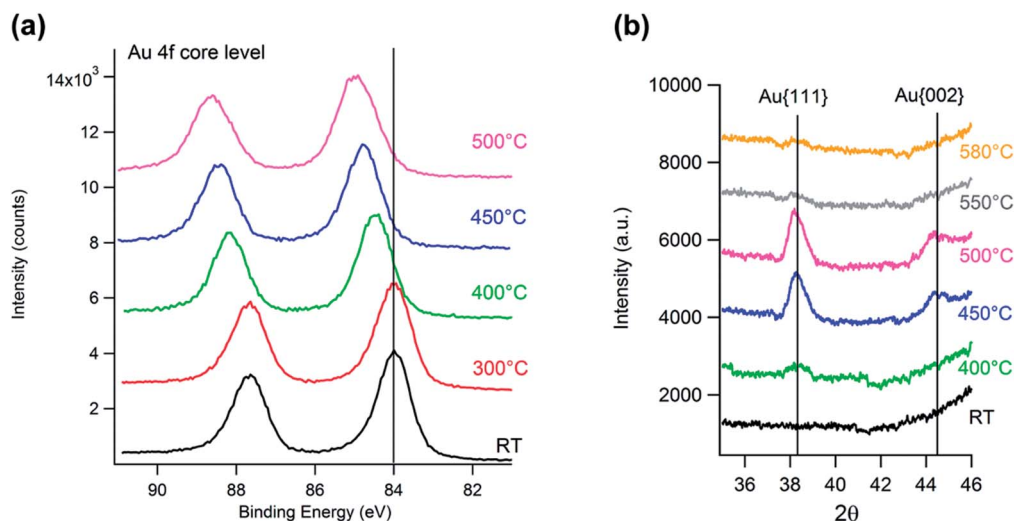 (a)
Au 4f core level
14x10³
12
10
8
6
4
2
Intensity (counts)
500°C
450°C
400°C
300°C
RT
90
88
86
84
82
Binding Energy (eV)
(b)
Au{111}
Au{002}
10000
8000
6000
4000
2000
Intensity (a.u.)
580°C
550°C
500°C
450°C
400°C
RT
36
38
40
42
44
46
2θ